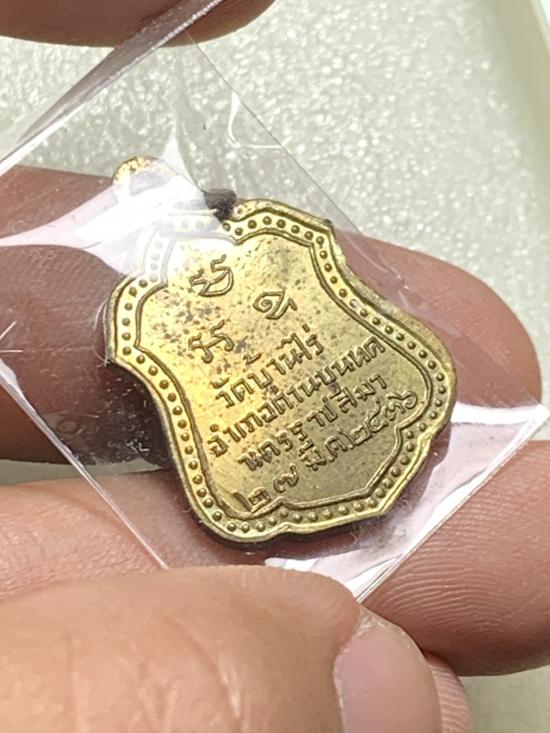 วัดบ้านไร่
อำเภอด่านขุนทด
นครราชสีมา
๒๗ มี.ค ๒๕๓๖